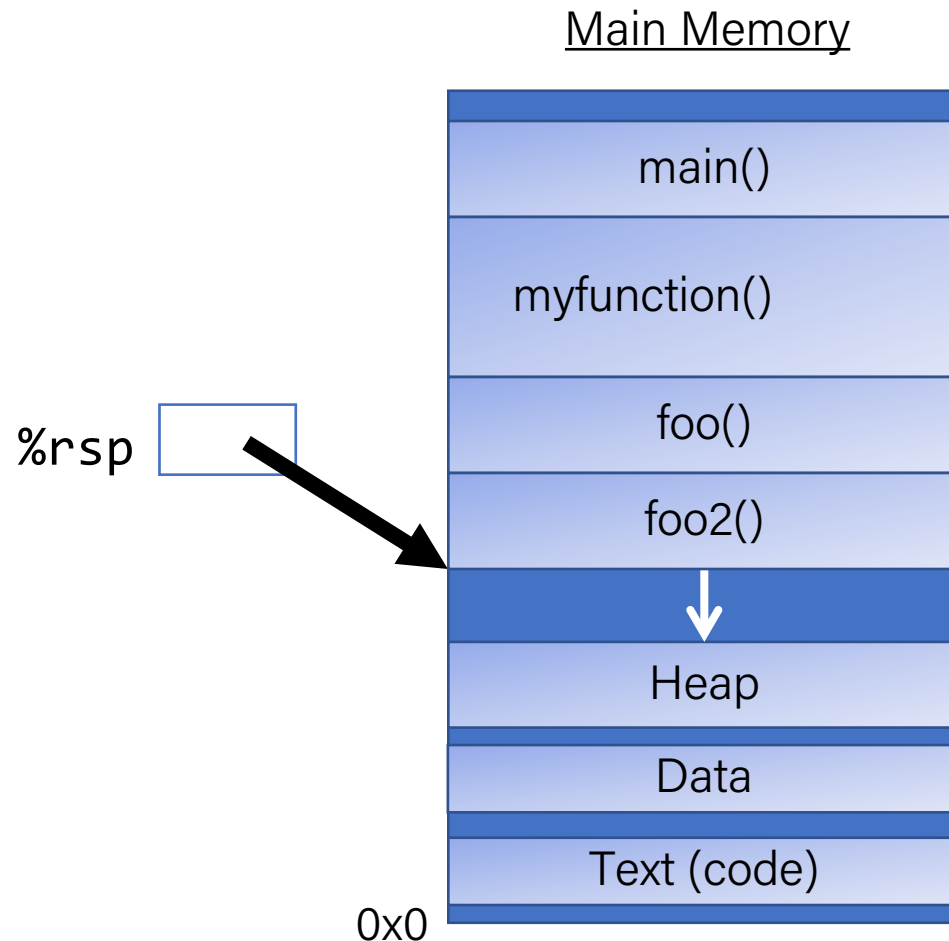 Main Memory
main()
myfunction()
foo()
%rsp
foo2()
Heap
Data
Text (code)
0x0